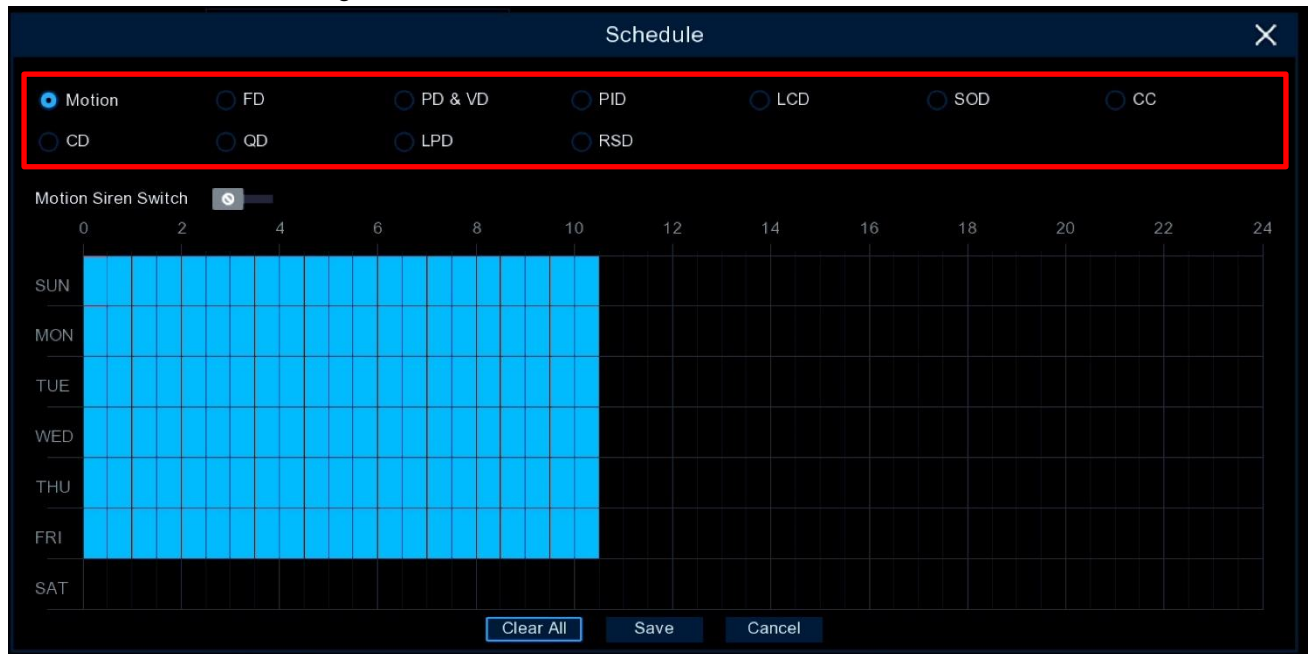 Schedule
Motion FD PD & VD PID LCD SOD CC
CD QD LPD RSD
Motion Siren Switch
0 2 4 6 8 10 12 14 16 18 20 22 24
SUN
MON
TUE
WED
THU
FRI
SAT
Clear All Save Cancel